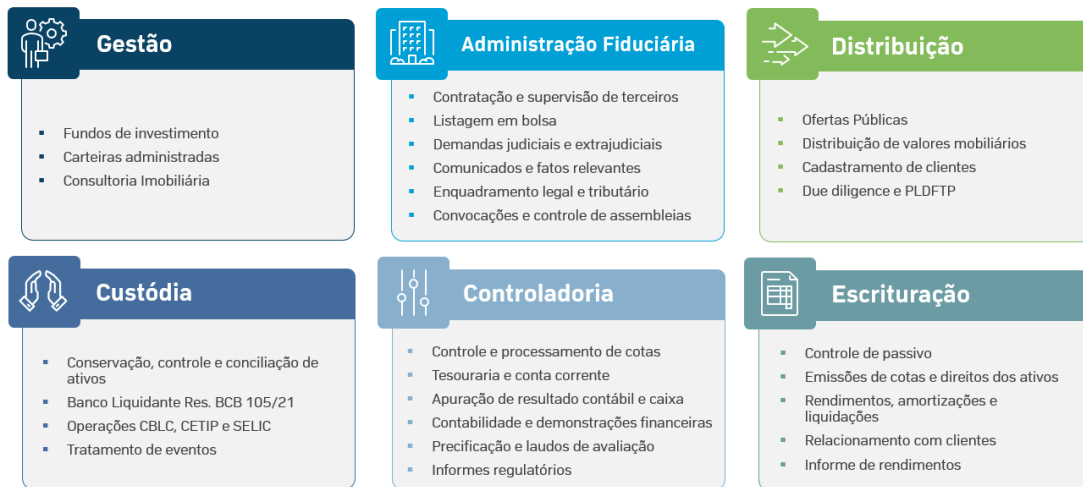 Gestão
Fundos de investimento
Carteiras administradas
Consultoria Imobiliária
Administração Fiduciária
Contratação e supervisão de terceiros
Listagem em bolsa
Demandas judiciais e extrajudiciais
Comunicados e fatos relevantes
Enquadramento legal e tributário
Convocações e controle de assembleias
Distribuição
Ofertas Públicas
Distribuição de valores mobiliários
Cadastramento de clientes
Due diligence e PLDFTP
Custódia
Conservação, controle e conciliação de
ativos
Banco Liquidante Res. BCB 105/21
Operações CBLC, CETIP e SELIC
Tratamento de eventos
Controladoria
Controle e processamento de cotas
Tesouraria e conta corrente
Apuração de resultado contábil e caixa
Contabilidade e demonstrações financeiras
Precificação e laudos de avaliação
Informes regulatórios
Escrituração
Controle de passivo
Emissões de cotas e direitos dos ativos
Rendimentos, amortizações e
liquidações
Relacionamento com clientes
Informe de rendimentos